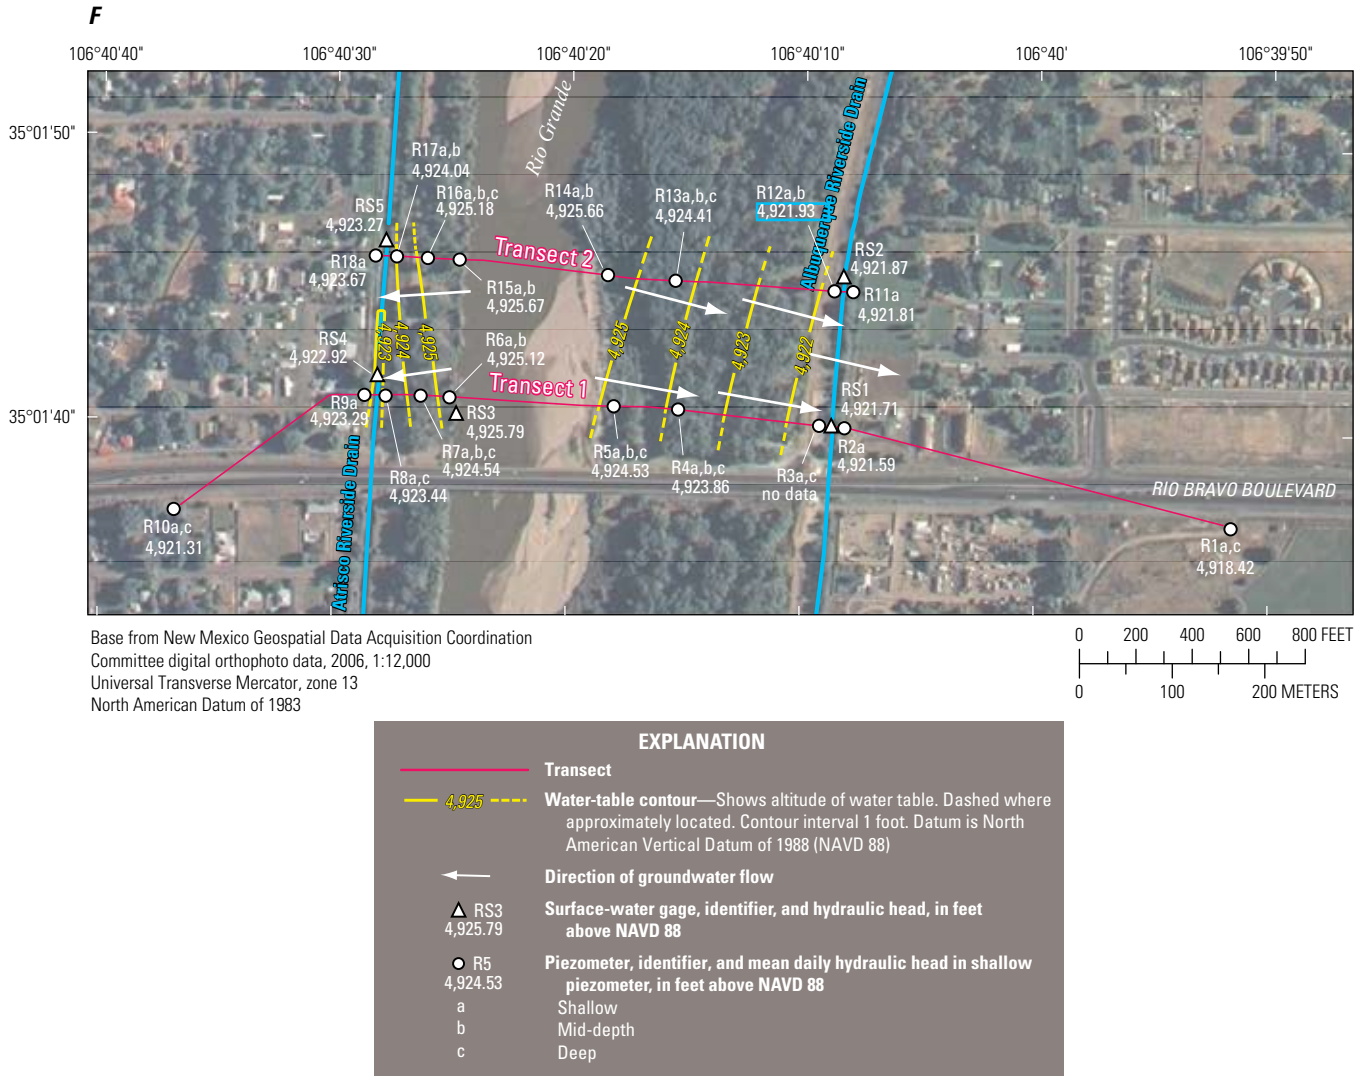 F
106°40'40"
106°40'30"
106°40'20"
106°40'10"
106°40'
106°39'50"
35°01'50"
35°01'40"
Rio Grande
Albuquerque Riverside Drain
Atrisco Riverside Drain
R17a,b
4,924.04
R16a,b,c
4,925.18
RS5
4,923.27
R18a
4,923.67
R15a,b
4,925.67
Transect 2
R14a,b
4,925.66
R13a,b,c
4,924.41
R12a,b
4,921.93
RS2
4,921.87
R11a
4,921.81
4,923
4,924
4,925
4,925
4,924
4,923
4,922
RS4
4,922.92
R6a,b
4,925.12
Transect 1
RS1
4,921.71
R9a
4,923.29
RS3
4,925.79
R7a,b,c
4,924.54
R8a,c
4,923.44
R5a,b,c
4,924.53
R4a,b,c
4,923.86
R3a,c
no data
R2a
4,921.59
RIO BRAVO BOULEVARD
R10a,c
4,921.31
R1a,c
4,918.42
Base from New Mexico Geospatial Data Acquisition Coordination
Committee digital orthophoto data, 2006, 1:12,000
Universal Transverse Mercator, zone 13
North American Datum of 1983
0 200 400 600 800 FEET
0 100 200 METERS
EXPLANATION
Transect
4,925 Water-table contour—Shows altitude of water table. Dashed where
approximately located. Contour interval 1 foot. Datum is North
American Vertical Datum of 1988 (NAVD 88)
Direction of groundwater flow
RS3 Surface-water gage, identifier, and hydraulic head, in feet
4,925.79 above NAVD 88
R5 Piezometer, identifier, and mean daily hydraulic head in shallow
4,924.53 piezometer, in feet above NAVD 88
a Shallow
b Mid-depth
c Deep